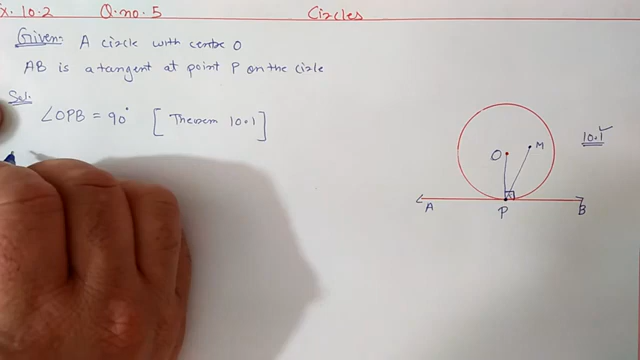 Ex. 10.2 Q.no. 5 Circles
Given:- A circle with centre O
AB is a tangent at point P on the circle
Sol:
∠OPB = 90° [ Theorem 10.1 ]
10.1 ✓
O M
A P B